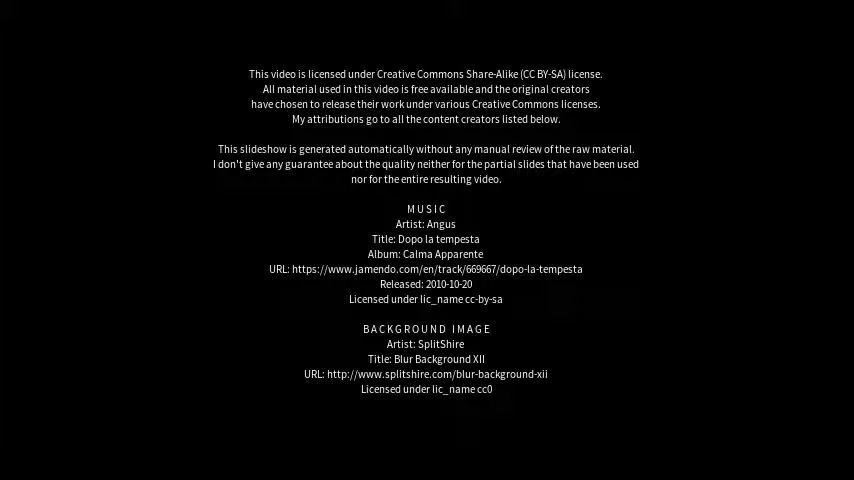 This video is licensed under Creative Commons Share-Alike (CC BY-SA) license.
All material used in this video is free available and the original creators
have chosen to release their work under various Creative Commons licenses.
My attributions go to all the content creators listed below.
This slideshow is generated automatically without any manual review of the raw material.
I don't give any guarantee about the quality neither for the partial slides that have been used
nor for the entire resulting video.
MUSIC
Artist: Angus
Title: Dopo la tempesta
Album: Calma Apparente
URL: https://www.jamendo.com/en/track/669667/dopo-la-tempesta
Released: 2010-10-20
Licensed under lic_name cc-by-sa
BACKGROUND IMAGE
Artist: SplitShire
Title: Blur Background XII
URL: http://www.splitshire.com/blur-background-xii
Licensed under lic_name cc0